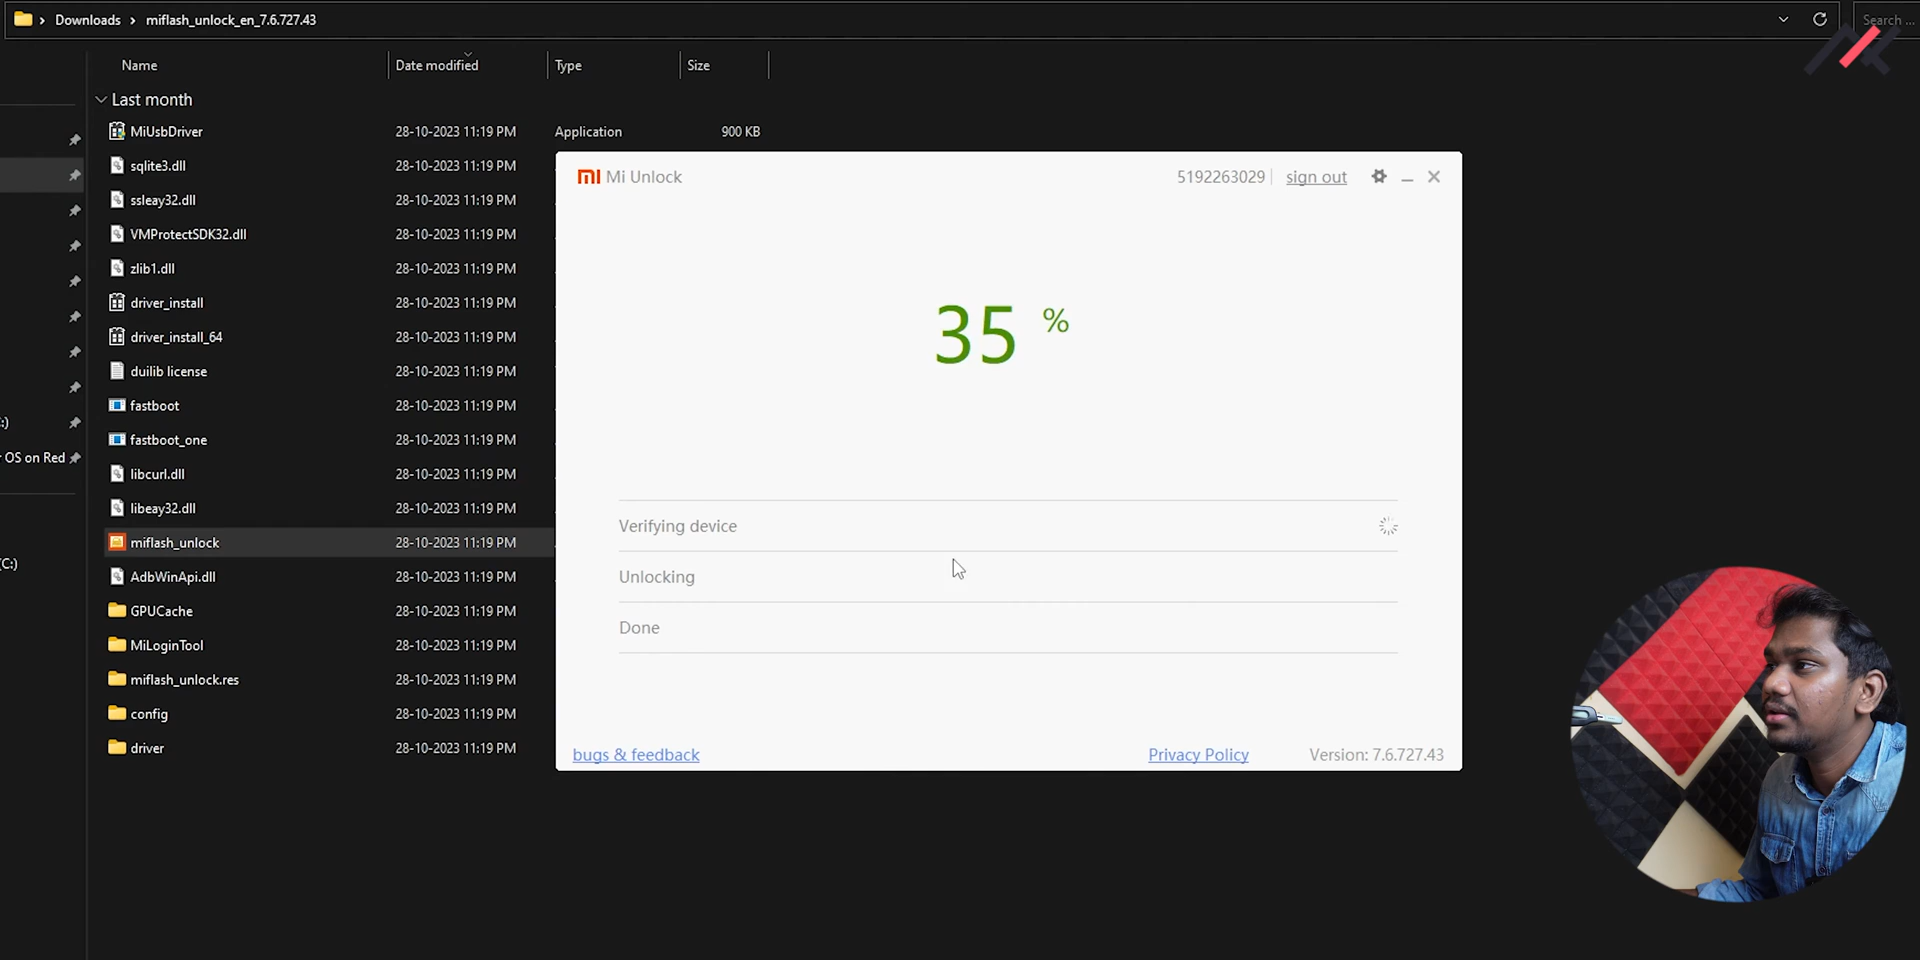 Downloads › miflash_unlock_en_7.6.727.43
Search ...
Name Date modified Type Size
Last month
MiUsbDriver 28-10-2023 11:19 PM Application 900 KB
sqlite3.dll 28-10-2023 11:19 PM
ssleay32.dll 28-10-2023 11:19 PM
VMProtectSDK32.dll 28-10-2023 11:19 PM
zlib1.dll 28-10-2023 11:19 PM
driver_install 28-10-2023 11:19 PM
driver_install_64 28-10-2023 11:19 PM
duilib license 28-10-2023 11:19 PM
fastboot 28-10-2023 11:19 PM
:)
fastboot_one 28-10-2023 11:19 PM
OS on Red
libcurl.dll 28-10-2023 11:19 PM
libeay32.dll 28-10-2023 11:19 PM
miflash_unlock 28-10-2023 11:19 PM
(C:)
AdbWinApi.dll 28-10-2023 11:19 PM
GPUCache 28-10-2023 11:19 PM
MiLoginTool 28-10-2023 11:19 PM
miflash_unlock.res 28-10-2023 11:19 PM
config 28-10-2023 11:19 PM
driver 28-10-2023 11:19 PM
mi Mi Unlock 5192263029 | sign out
35 %
Verifying device
Unlocking
Done
bugs & feedback Privacy Policy Version: 7.6.727.43